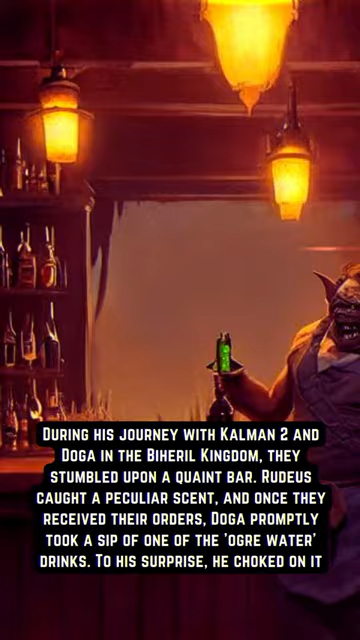 During his journey with Kalman 2 and
Doga in the Biheril Kingdom, they
stumbled upon a quaint bar. Rudeus
caught a peculiar scent, and once they
received their orders, Doga promptly
took a sip of one of the 'ogre water'
drinks. To his surprise, he choked on it